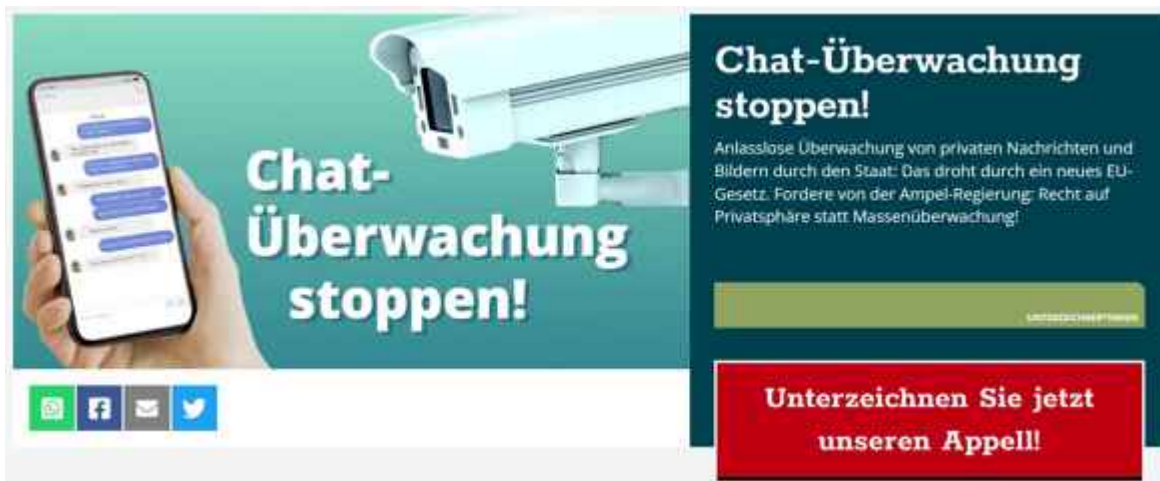 Chat-
Überwachung
stoppen!
Chat-Überwachung
stoppen!
Anlasslose Überwachung von privaten Nachrichten und
Bildern durch den Staat: Das droht durch ein neues EU-
Gesetz. Fordere von der Ampel-Regierung: Recht auf
Privatsphäre statt Massenüberwachung!
Unterzeichnen Sie jetzt
unseren Appell!